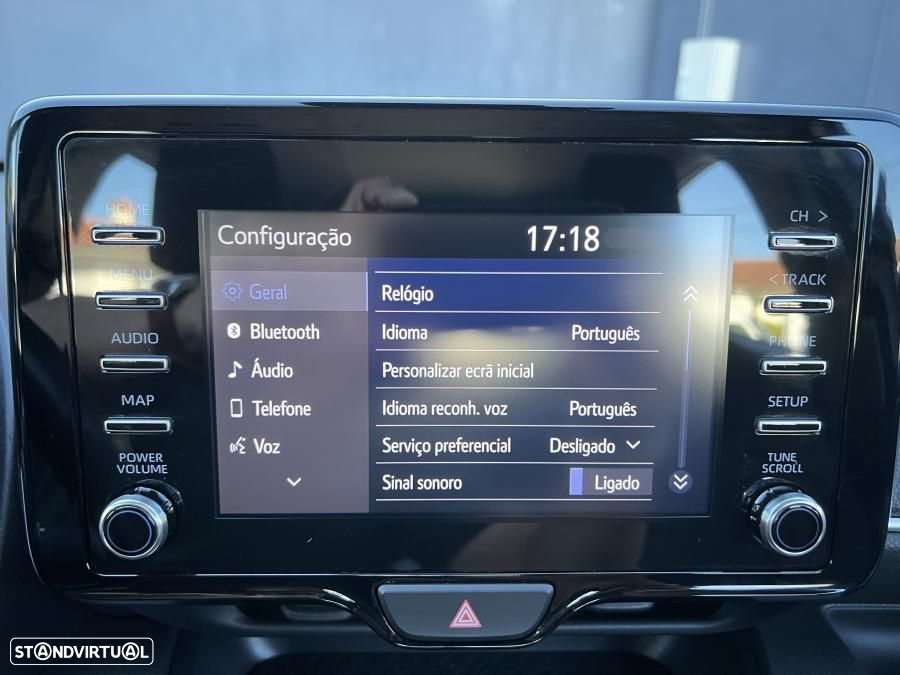 Configuração 17:18
HOME
MENU
AUDIO
MAP
POWER
VOLUME
Geral
Bluetooth
Áudio
Telefone
Voz
Relógio
Idioma Português
Personalizar ecrã inicial
Idioma reconh. voz Português
Serviço preferencial Desligado
Sinal sonoro Ligado
CH >
< TRACK
PHONE
SETUP
TUNE
SCROLL
STANDVIRTUAL